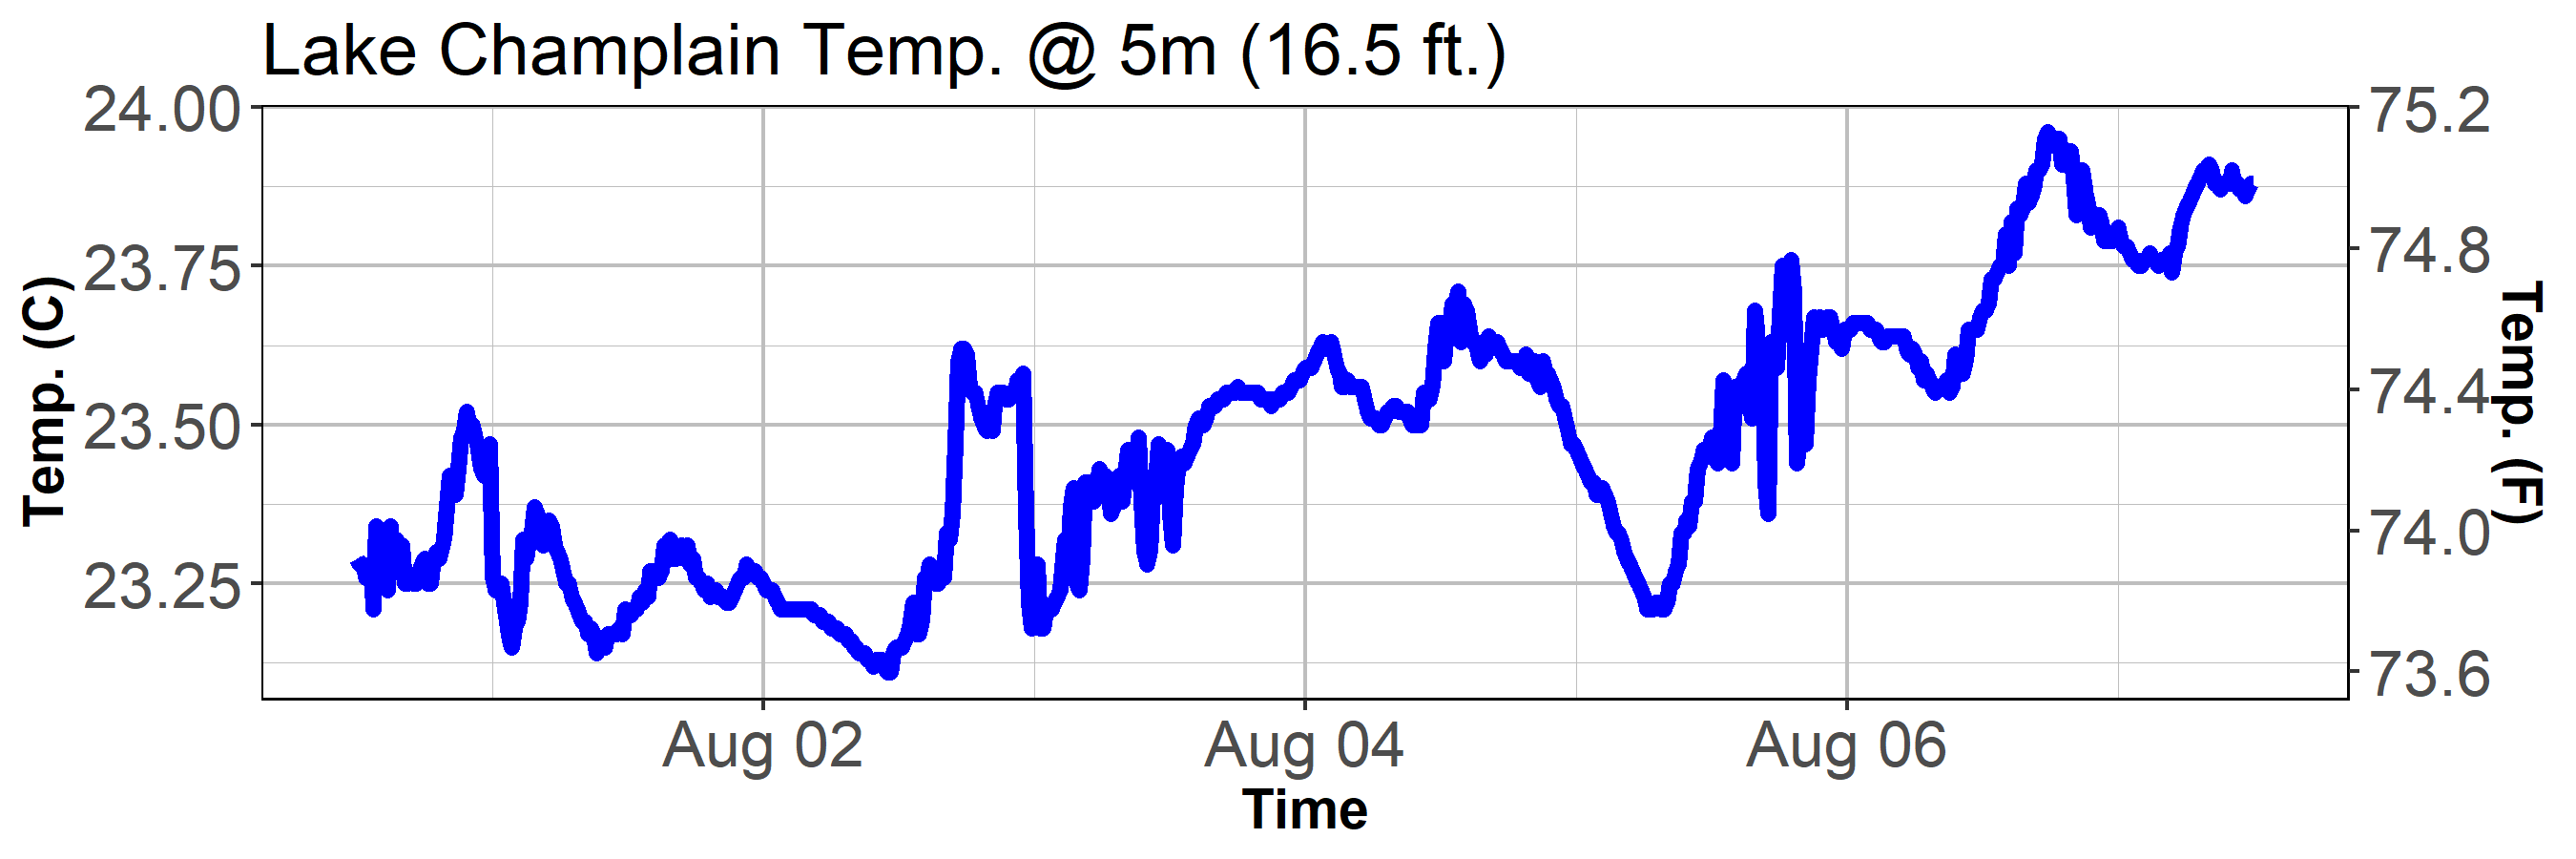 Lake Champlain Temp. @ 5m (16.5 ft.)
24.00
23.75
23.50
23.25
Temp. (C)
75.2
74.8
74.4
74.0
73.6
Temp. (F)
Aug 02
Aug 04
Aug 06
Time